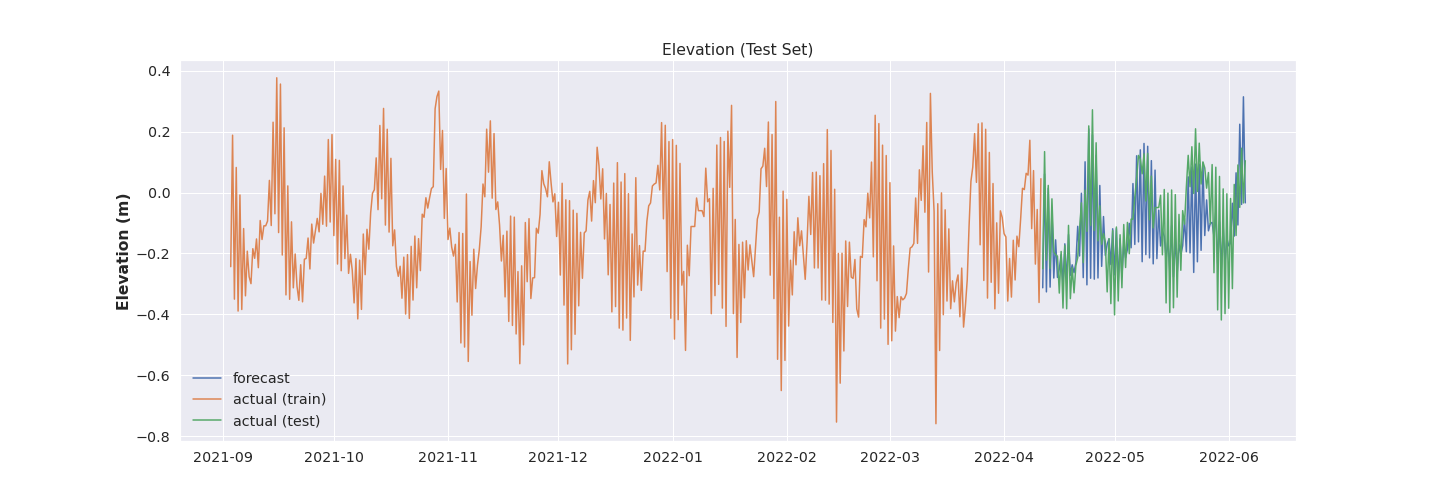 Elevation (Test Set)
Elevation (m)
0.4
0.2
0.0
−0.2
−0.4
−0.6
−0.8
forecast
actual (train)
actual (test)
2021-09 2021-10 2021-11 2021-12 2022-01 2022-02 2022-03 2022-04 2022-05 2022-06